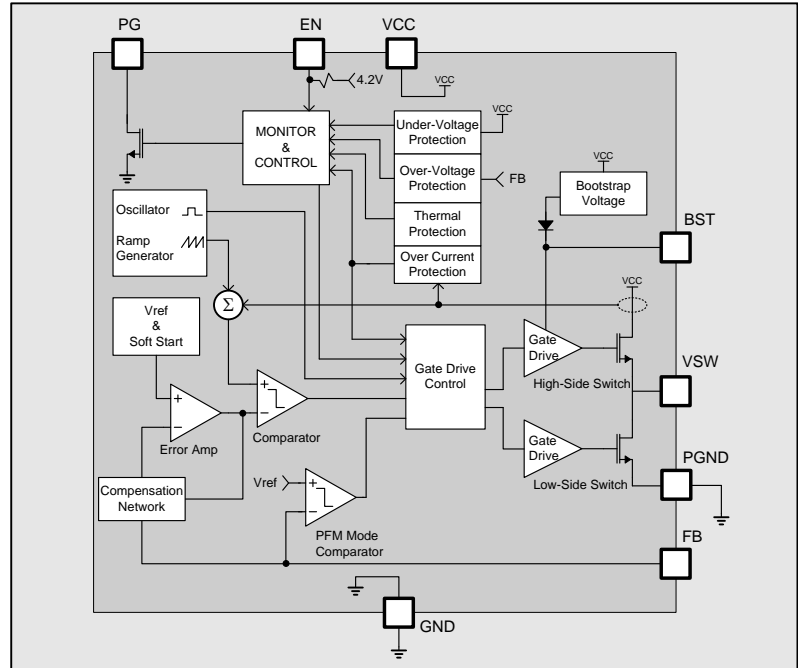 PG
EN
VCC
4.2V
VCC
MONITOR
&
CONTROL
Under-Voltage
Protection
VCC
Over-Voltage
Protection
FB
Thermal
Protection
Over Current
Protection
VCC
Bootstrap
Voltage
BST
Oscillator
Ramp
Generator
Σ
VCC
Vref
&
Soft Start
Gate Drive
Control
Gate
Drive
High-Side Switch
VSW
+
−
Error Amp
+
−
Comparator
Gate
Drive
Low-Side Switch
PGND
Compensation
Network
Vref
+
−
PFM Mode
Comparator
FB
GND